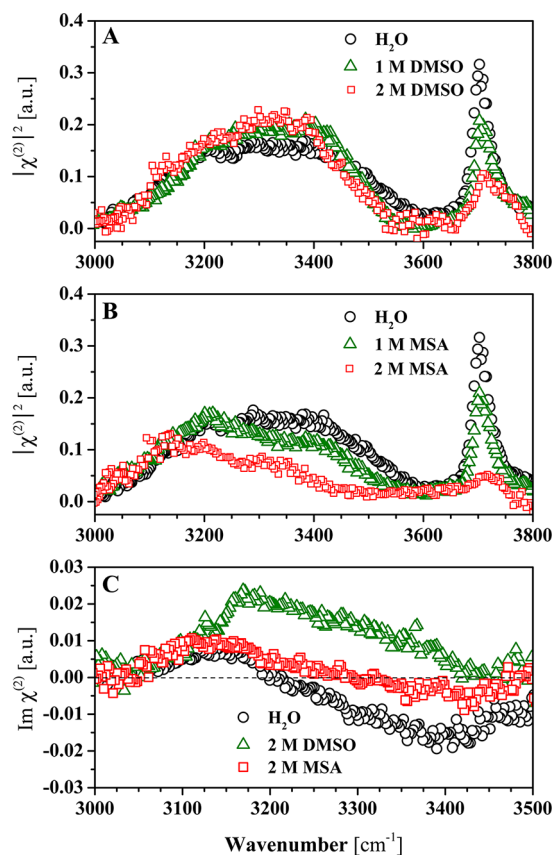 A
H₂O
1 M DMSO
2 M DMSO
|χ⁽²⁾|² [a.u.]
0.4
0.3
0.2
0.1
0.0
3000 3200 3400 3600 3800
B
H₂O
1 M MSA
2 M MSA
|χ⁽²⁾|² [a.u.]
0.4
0.3
0.2
0.1
0.0
3000 3200 3400 3600 3800
C
Im χ⁽²⁾ [a.u.]
0.03
0.02
0.01
0.00
-0.01
-0.02
-0.03
H₂O
2 M DMSO
2 M MSA
3000 3100 3200 3300 3400 3500
Wavenumber [cm⁻¹]